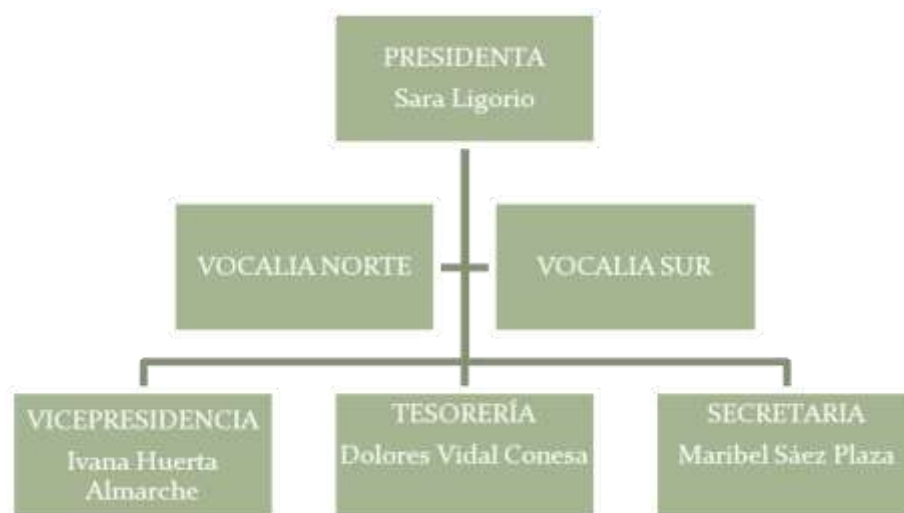 PRESIDENTA
Sara Ligorio
VOCALIA NORTE
VOCALIA SUR
VICEPRESIDENCIA
Ivana Huerta
Almarche
TESORERÍA
Dolores Vidal Conesa
SECRETARIA
Maribel Sáez Plaza